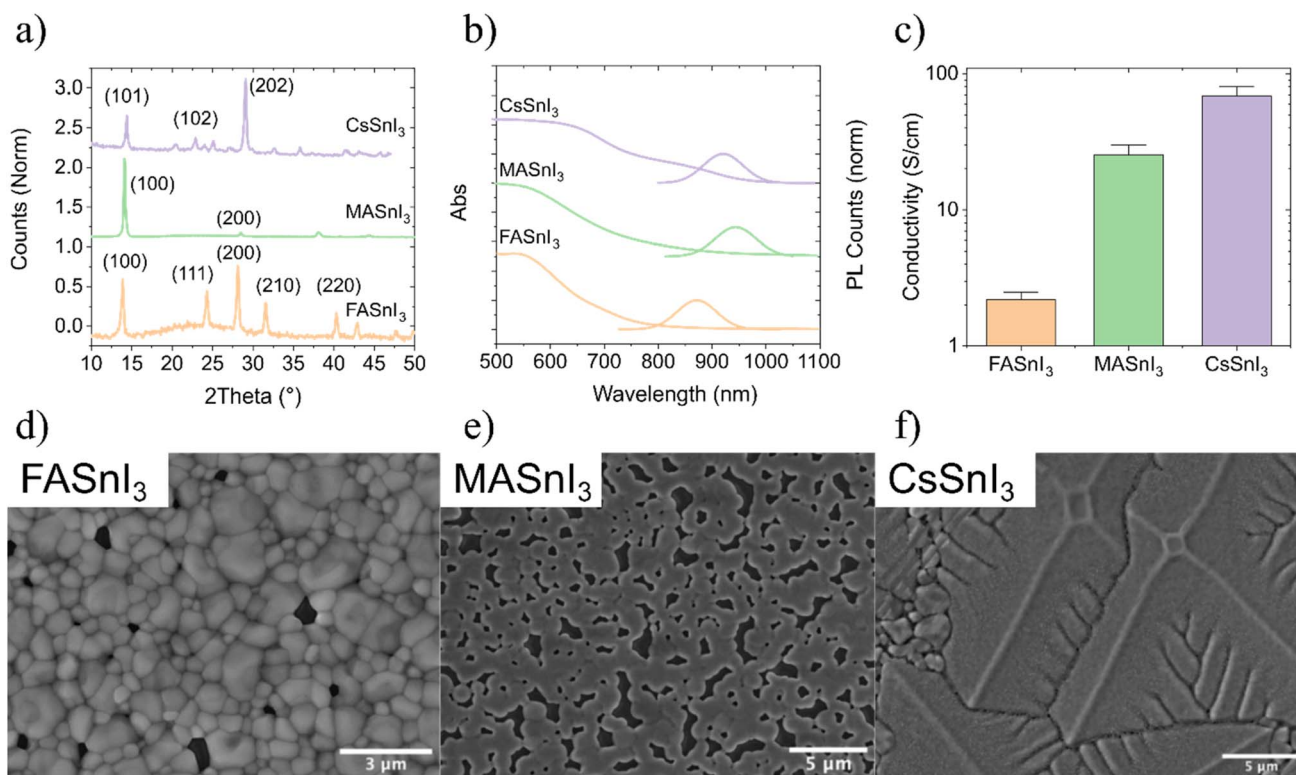 a)
b)
c)
Counts (Norm)
3.0
2.5
2.0
1.5
1.0
0.5
0.0
(101)
(102)
(202)
CsSnI₃
(100)
(200)
MASnI₃
(100)
(111)
(200)
(210)
(220)
FASnI₃
10 15 20 25 30 35 40 45 50
2Theta (°)
Abs
CsSnI₃
MASnI₃
FASnI₃
PL Counts (norm)
500 600 700 800 900 1000 1100
Wavelength (nm)
Conductivity (S/cm)
100
10
1
FASnI₃ MASnI₃ CsSnI₃
d)
e)
f)
FASnI₃
3 µm
MASnI₃
5 µm
CsSnI₃
5 µm